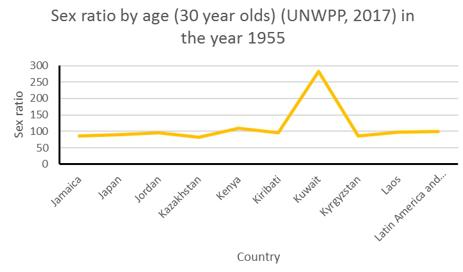 Sex ratio by age (30 year olds) (UNWPP, 2017) in
the year 1955
300
250
200
150
100
50
0
Sex ratio
Jamaica
Japan
Jordan
Kazakhstan
Kenya
Kiribati
Kuwait
Kyrgyzstan
Laos
Latin America and...
Country